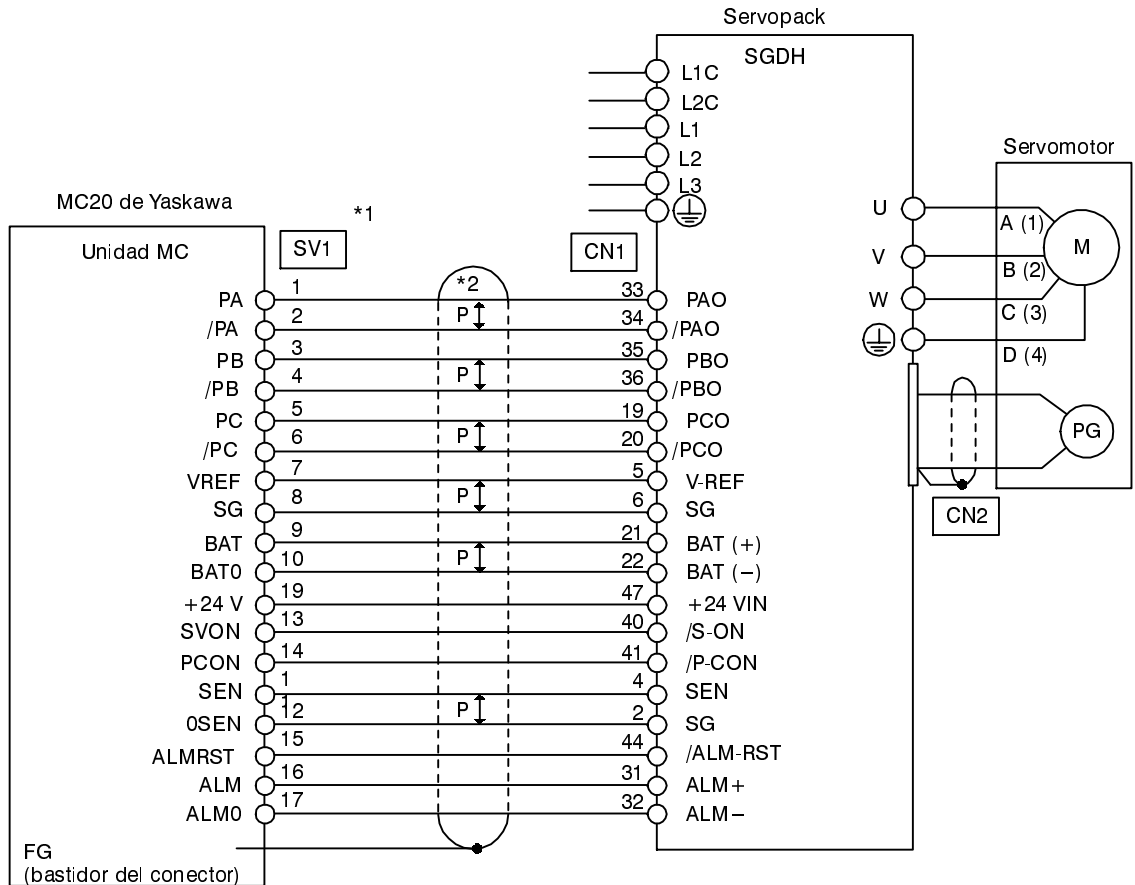 Servopack
SGDH
L1C
L2C
L1
L2
L3
Servomotor
MC20 de Yaskawa
*1
Unidad MC
SV1
CN1
U
V
W
A (1)
B (2)
C (3)
D (4)
M
PG
CN2
*2
PA 1 P 33 PAO
/PA 2 34 /PAO
PB 3 P 35 PBO
/PB 4 36 /PBO
PC 5 P 19 PCO
/PC 6 20 /PCO
VREF 7 P 5 V-REF
SG 8 6 SG
BAT 9 P 21 BAT (+)
BAT0 10 22 BAT (−)
+24 V 19 47 +24 VIN
SVON 13 40 /S-ON
PCON 14 41 /P-CON
SEN 1 1 P 4 SEN
0SEN 12 2 SG
ALMRST 15 44 /ALM-RST
ALM 16 31 ALM+
ALM0 17 32 ALM−
FG
(bastidor del conector)